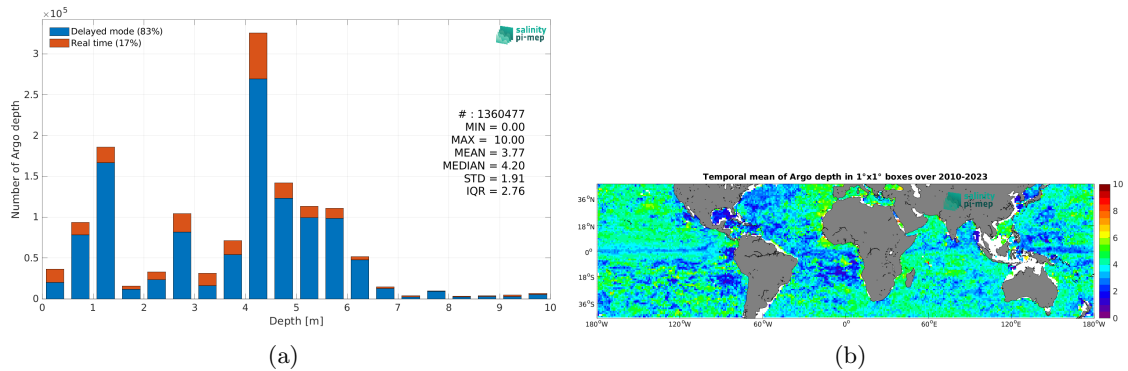 ×10⁵
Delayed mode (83%)
Real time (17%)
salinity
pi-mep
3
2.5
2
1.5
1
0.5
0
Number of Argo depth
# : 1360477
MIN = 0.00
MAX = 10.00
MEAN = 3.77
MEDIAN = 4.20
STD = 1.91
IQR = 2.76
0 1 2 3 4 5 6 7 8 9 10
Depth [m]
(a)
Temporal mean of Argo depth in 1°x1° boxes over 2010-2023
pi-mep
36°N
18°N
0°
18°S
36°S
180°W 120°W 60°W 0° 60°E 120°E 180°W
10
8
6
4
2
0
(b)